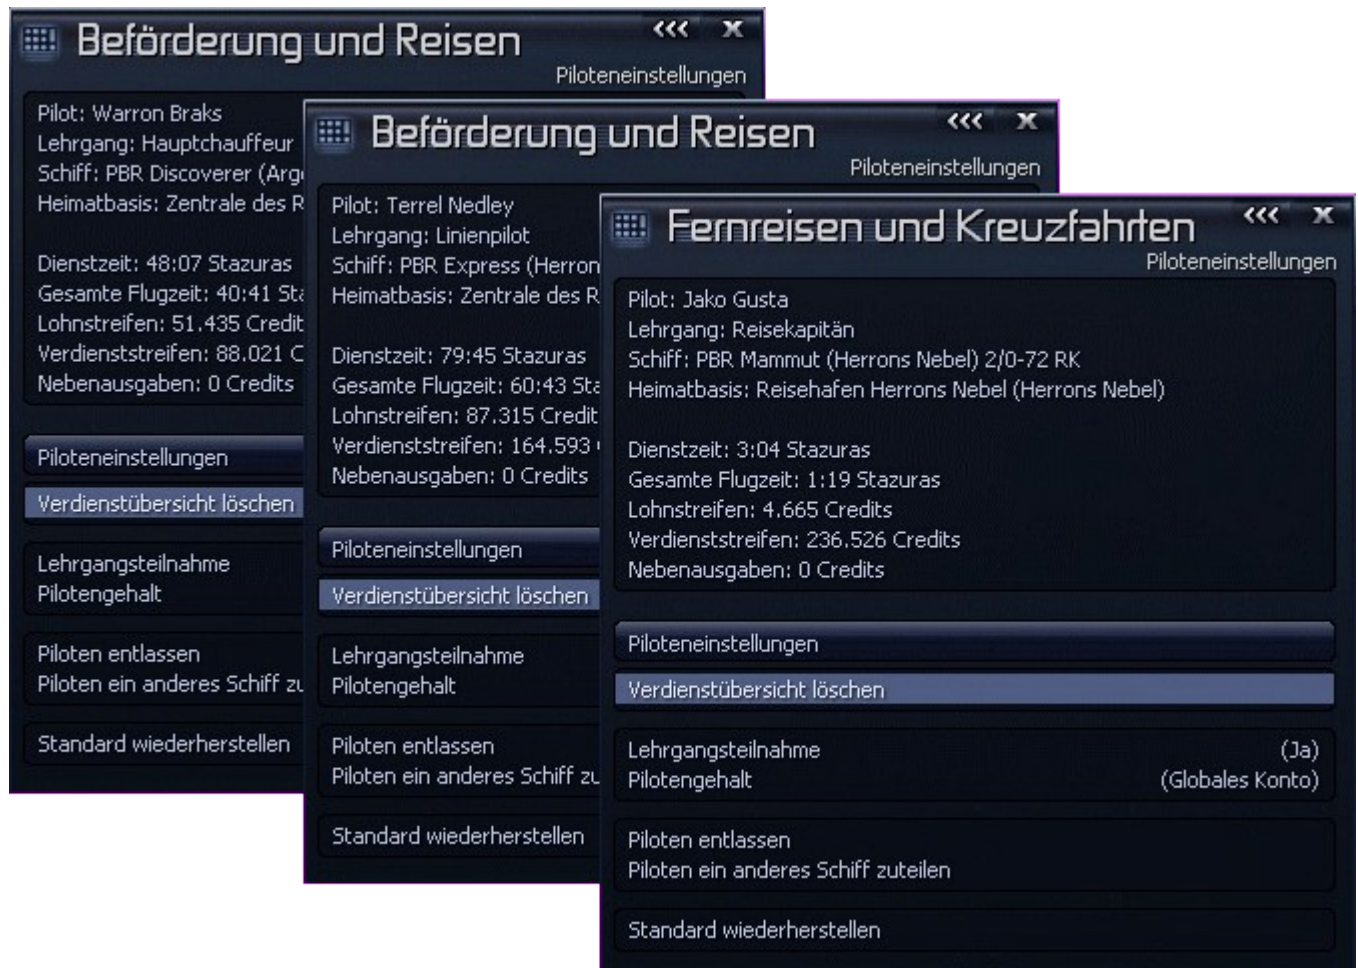 Beförderung und Reisen
Piloteneinstellungen
Pilot: Warron Braks
Lehrgang: Hauptchauffeur
Schiff: PBR Discoverer
Heimatbasis: Zentrale des
Dienstzeit: 48:07 Stazuras
Gesamte Flugzeit: 40:41
Lohnstreifen: 51.435
Verdienststreifen: 88.021
Nebenausgaben: 0 Credits
Piloteneinstellungen
Verdienstübersicht löschen
Lehrgangsteilnahme
Pilotengehalt
Piloten entlassen
Piloten ein anderes Schiff
Standard wiederherstellen
Beförderung und Reisen
Piloteneinstellungen
Pilot: Terrel Nedley
Lehrgang: Linienpilot
Schiff: PBR Express
Heimatbasis: Zentrale des
Dienstzeit: 79:45 Stazuras
Gesamte Flugzeit: 60:43
Lohnstreifen: 87.315
Verdienststreifen: 164.593
Nebenausgaben: 0 Credits
Piloteneinstellungen
Verdienstübersicht löschen
Lehrgangsteilnahme
Pilotengehalt
Piloten entlassen
Piloten ein anderes Schiff
Standard wiederherstellen
Fernreisen und Kreuzfahrten
Piloteneinstellungen
Pilot: Jako Gusta
Lehrgang: Reisekapitän
Schiff: PBR Mammut (Herrons Nebel) 2/0-72 RK
Heimatbasis: Reisehafen Herrons Nebel (Herrons Nebel)
Dienstzeit: 3:04 Stazuras
Gesamte Flugzeit: 1:19 Stazuras
Lohnstreifen: 4.665 Credits
Verdienststreifen: 236.526 Credits
Nebenausgaben: 0 Credits
Piloteneinstellungen
Verdienstübersicht löschen
Lehrgangsteilnahme (Ja)
Pilotengehalt (Globales Konto)
Piloten entlassen
Piloten ein anderes Schiff zuteilen
Standard wiederherstellen